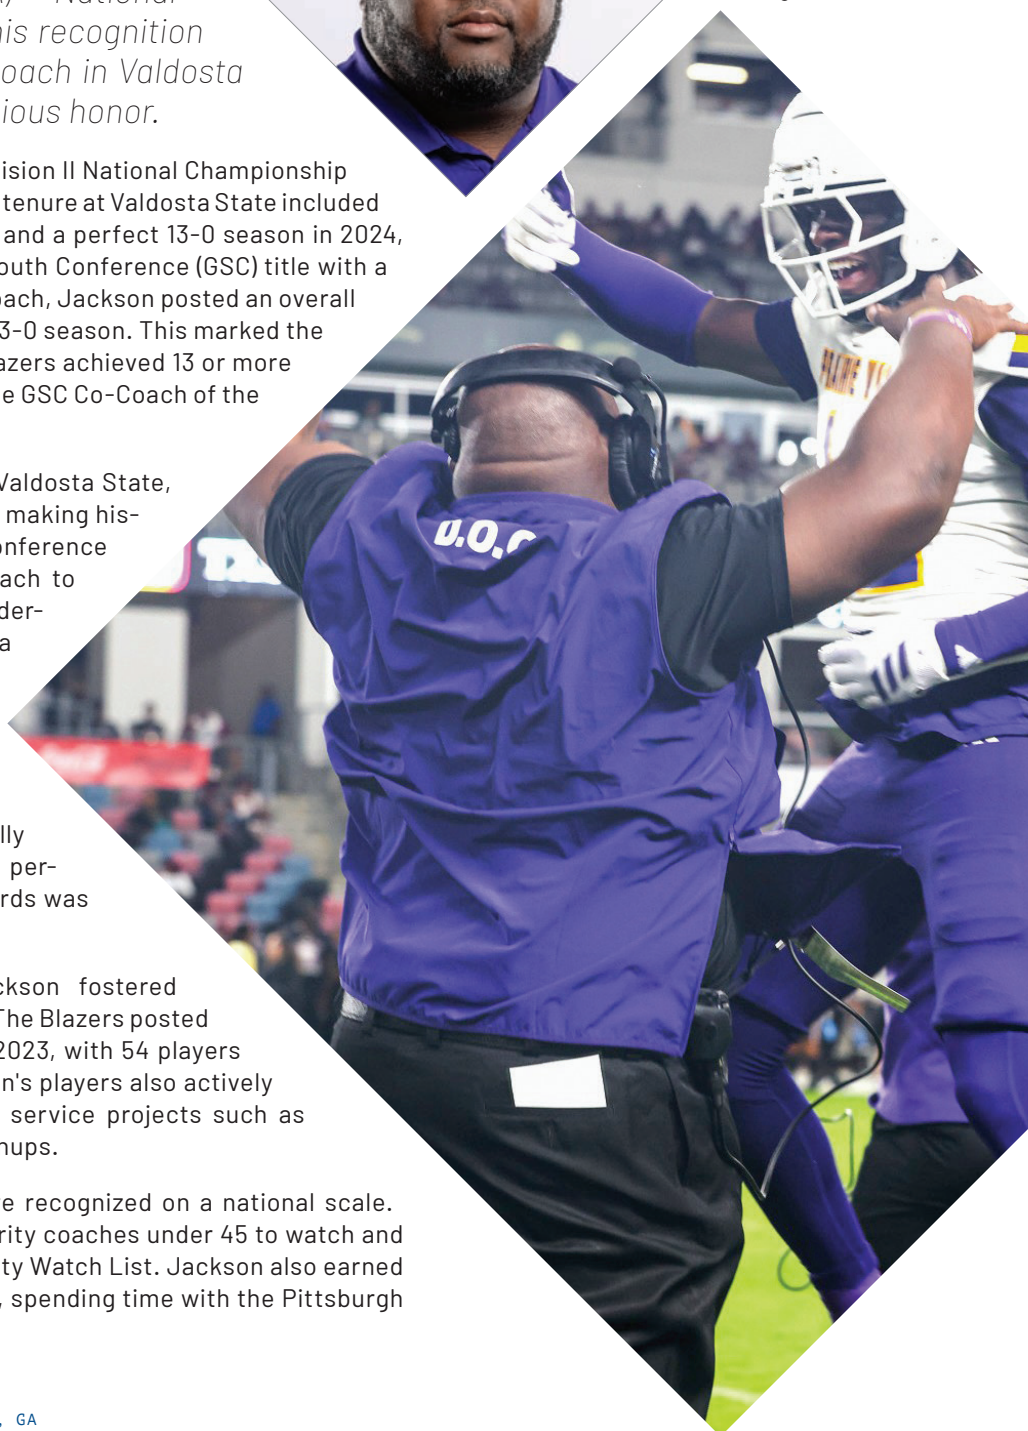 National
his recognition
oach in Valdosta
ious honor.
ision II National Championship
tenure at Valdosta State included
and a perfect 13-0 season in 2024,
outh Conference (GSC) title with a
oach, Jackson posted an overall
3-0 season. This marked the
azers achieved 13 or more
e GSC Co-Coach of the
Valdosta State,
making his-
onference
ach to
der-
a
lly
per-
rds was
ckson fostered
The Blazers posted
2023, with 54 players
n's players also actively
service projects such as
nups.
e recognized on a national scale.
rity coaches under 45 to watch and
ty Watch List. Jackson also earned
, spending time with the Pittsburgh
, GA
D.O.C